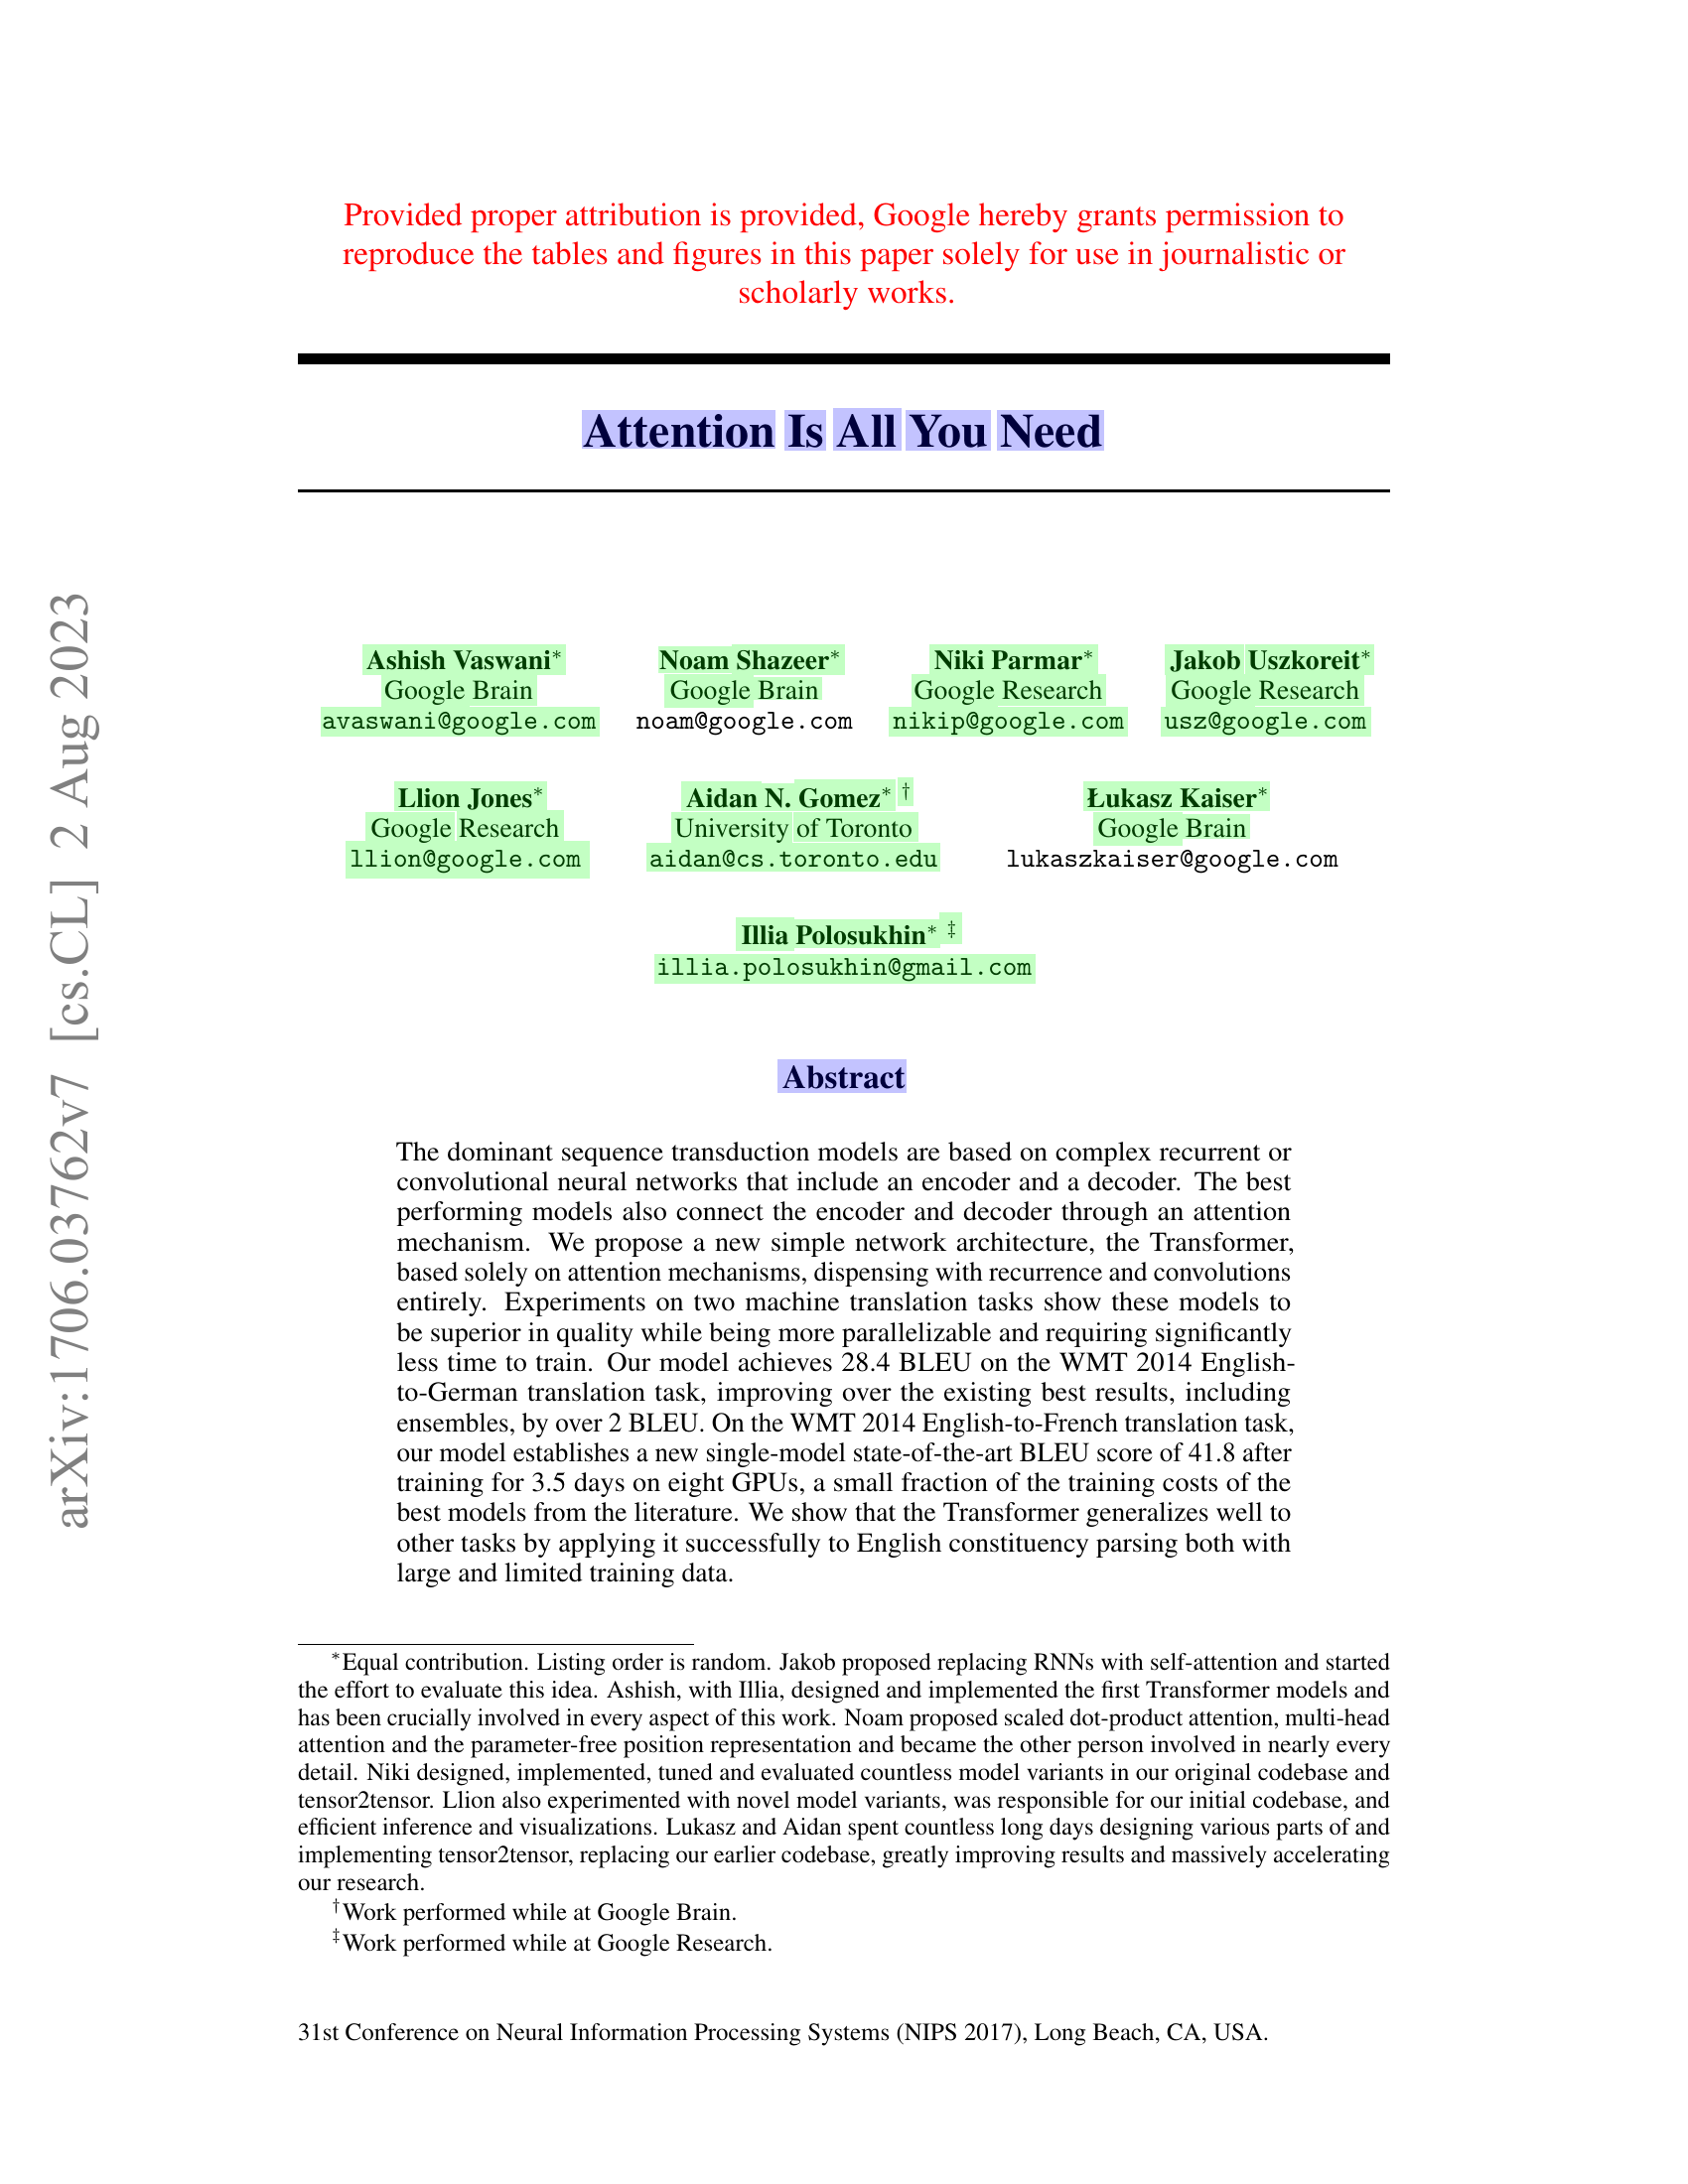 Provided proper attribution is provided, Google hereby grants permission to
reproduce the tables and figures in this paper solely for use in journalistic or
scholarly works.
Attention Is All You Need
Ashish Vaswani∗ Noam Shazeer∗ Niki Parmar∗ Jakob Uszkoreit∗
Google Brain Google Brain Google Research Google Research
avaswani@google.com noam@google.com nikip@google.com usz@google.com
Llion Jones∗ Aidan N. Gomez∗ † Łukasz Kaiser∗
Google Research University of Toronto Google Brain
llion@google.com aidan@cs.toronto.edu lukaszkaiser@google.com
Illia Polosukhin∗ ‡
illia.polosukhin@gmail.com
Abstract
The dominant sequence transduction models are based on complex recurrent or
convolutional neural networks that include an encoder and a decoder. The best
performing models also connect the encoder and decoder through an attention
mechanism. We propose a new simple network architecture, the Transformer,
based solely on attention mechanisms, dispensing with recurrence and convolutions
entirely. Experiments on two machine translation tasks show these models to
be superior in quality while being more parallelizable and requiring significantly
less time to train. Our model achieves 28.4 BLEU on the WMT 2014 English-
to-German translation task, improving over the existing best results, including
ensembles, by over 2 BLEU. On the WMT 2014 English-to-French translation task,
our model establishes a new single-model state-of-the-art BLEU score of 41.8 after
training for 3.5 days on eight GPUs, a small fraction of the training costs of the
best models from the literature. We show that the Transformer generalizes well to
other tasks by applying it successfully to English constituency parsing both with
large and limited training data.
∗Equal contribution. Listing order is random. Jakob proposed replacing RNNs with self-attention and started
the effort to evaluate this idea. Ashish, with Illia, designed and implemented the first Transformer models and
has been crucially involved in every aspect of this work. Noam proposed scaled dot-product attention, multi-head
attention and the parameter-free position representation and became the other person involved in nearly every
detail. Niki designed, implemented, tuned and evaluated countless model variants in our original codebase and
tensor2tensor. Llion also experimented with novel model variants, was responsible for our initial codebase, and
efficient inference and visualizations. Lukasz and Aidan spent countless long days designing various parts of and
implementing tensor2tensor, replacing our earlier codebase, greatly improving results and massively accelerating
our research.
†Work performed while at Google Brain.
‡Work performed while at Google Research.
31st Conference on Neural Information Processing Systems (NIPS 2017), Long Beach, CA, USA.
arXiv:1706.03762v7 [cs.CL] 2 Aug 2023